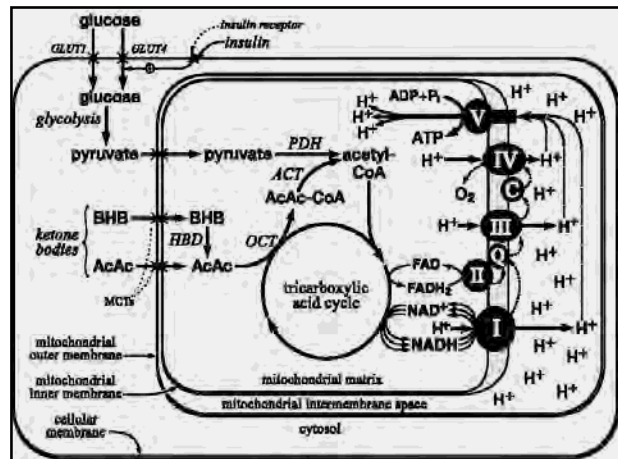 glucose
insulin receptor
GLUT1
GLUT4
insulin
glucose
glycolysis
pyruvate
pyruvate
PDH
acetyl-
CoA
ACT
AcAc-CoA
BHB
BHB
ketone
bodies
HBD
OCT
AcAc
AcAc
MCTs
tricarboxylic
acid cycle
ADP+Pi
ATP
V
H+
H+
H+
H+
H+
H+
H+
H+
H+
IV
H+
O2
C
H+
H+
III
H+
H+
Q
FAD
FADH2
II
H+
NAD+
H+
NADH
I
H+
H+
H+
H+
H+
H+
H+
mitochondrial
outer membrane
mitochondrial
inner membrane
mitochondrial matrix
mitochondrial intermembrane space
cellular
membrane
cytosol